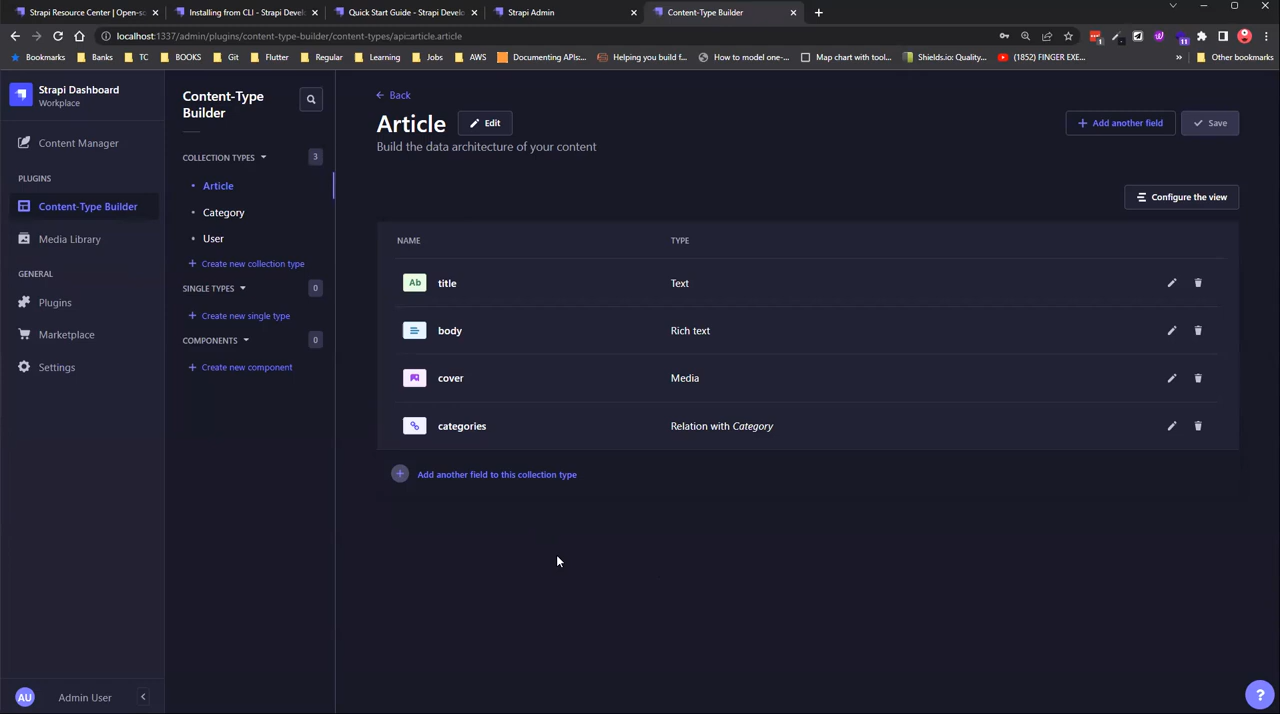 Strapi Resource Center | Open-sc
Installing from CLI - Strapi Devel
Quick Start Guide - Strapi Develo
Strapi Admin
Content-Type Builder
localhost:1337/admin/plugins/content-type-builder/content-types/api:article.article
Bookmarks
Banks
TC
BOOKS
Git
Flutter
Regular
Learning
Jobs
AWS
Documenting APIs:...
Helping you build f...
How to model one-...
Map chart with tool...
Shields.io: Quality...
(1852) FINGER EXE...
»
Other bookmarks
Strapi Dashboard
Workplace
Content Manager
PLUGINS
Content-Type Builder
Media Library
GENERAL
Plugins
Marketplace
Settings
AU
Admin User
Content-Type
Builder
COLLECTION TYPES
3
Article
Category
User
Create new collection type
SINGLE TYPES
0
Create new single type
COMPONENTS
0
Create new component
Back
Article
Edit
Build the data architecture of your content
Add another field
Save
Configure the view
NAME
TYPE
Ab
title
Text
body
Rich text
cover
Media
categories
Relation with Category
Add another field to this collection type
?